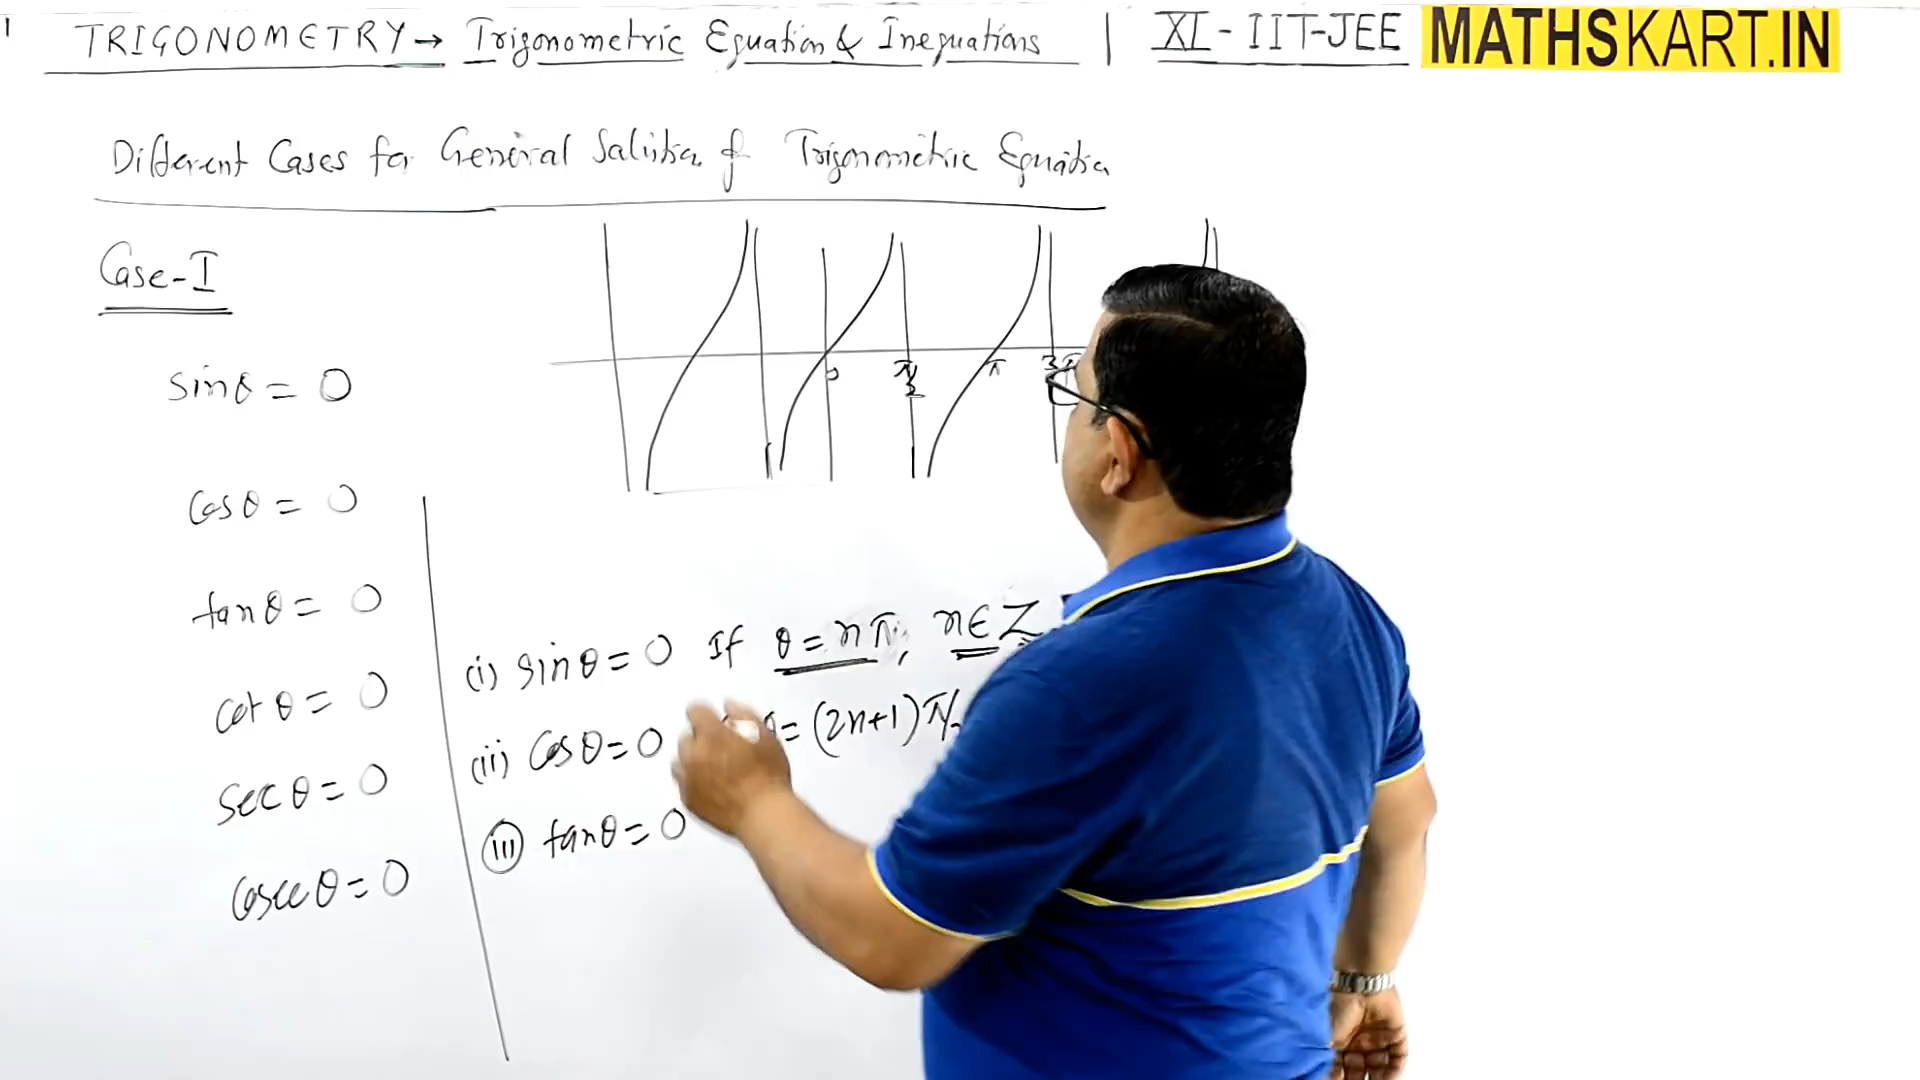 TRIGONOMETRY → Trigonometric Equation & Inequations | XI - IIT-JEE MATHSKART.IN
Different Cases for General Solution of Trigonometric Equation
Case-I
0 π/2 π 3π
sinθ = 0
cosθ = 0
tanθ = 0
cotθ = 0
secθ = 0
cosecθ = 0
(i) sinθ = 0 If θ = nπ, n∈Z
(ii) cosθ = 0 θ = (2n+1)π/
(iii) tanθ = 0